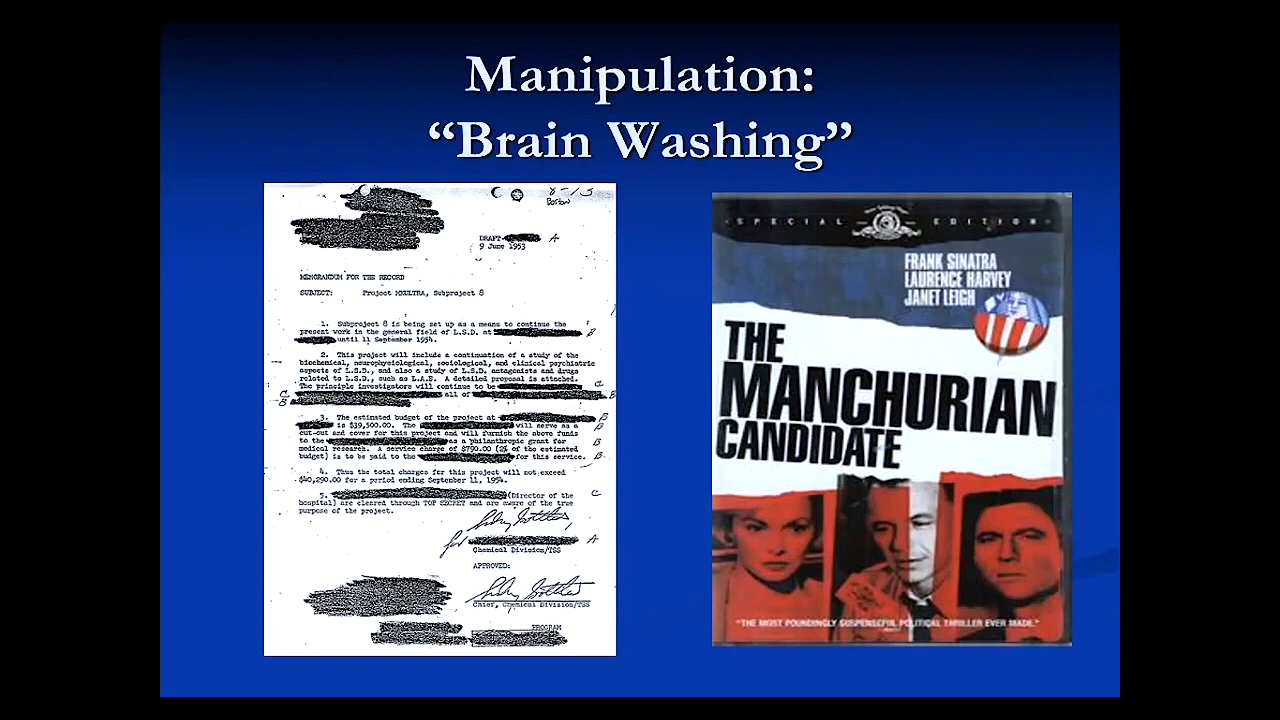 Manipulation:
“Brain Washing”
8-13
DRAFT- A
9 June 1953
MEMORANDUM FOR THE RECORD
SUBJECT: Project MKULTRA, Subproject 8
1. Subproject 8 is being set up as a means to continue the
present work in the general field of L.S.D. at B
until 11 September 1954.
2. This project will include a continuation of a study of the
biochemical, neurophysiological, sociological, and clinical psychiatric
aspects of L.S.D., and also a study of L.S.D. antagonists and drugs
related to L.S.D., such as L.A.E. A detailed proposal is attached.
The principle investigators will continue to be C
C all of B
B
3. The estimated budget of the project at B
is $39,500.00. The will serve as a B
cut-out and cover for this project and will furnish the above funds
to the as a philanthropic grant for B
medical research. A service charge of $790.00 (2% of the estimated
budget) is to be paid to the for this service. B
4. Thus the total charges for this project will not exceed
$40,290.00 for a period ending September 11, 1954.
5. (Director of the C
hospital) are cleared through TOP SECRET and are aware of the true
purpose of the project.
Sidney Gottlieb
for A
Chemical Division/TSS
APPROVED:
Sidney Gottlieb
Chief, Chemical Division/TSS
PROGRAM
SPECIAL EDITION
FRANK SINATRA
LAURENCE HARVEY
JANET LEIGH
THE
MANCHURIAN
CANDIDATE
"THE MOST POUNDINGLY SUSPENSEFUL POLITICAL THRILLER EVER MADE."